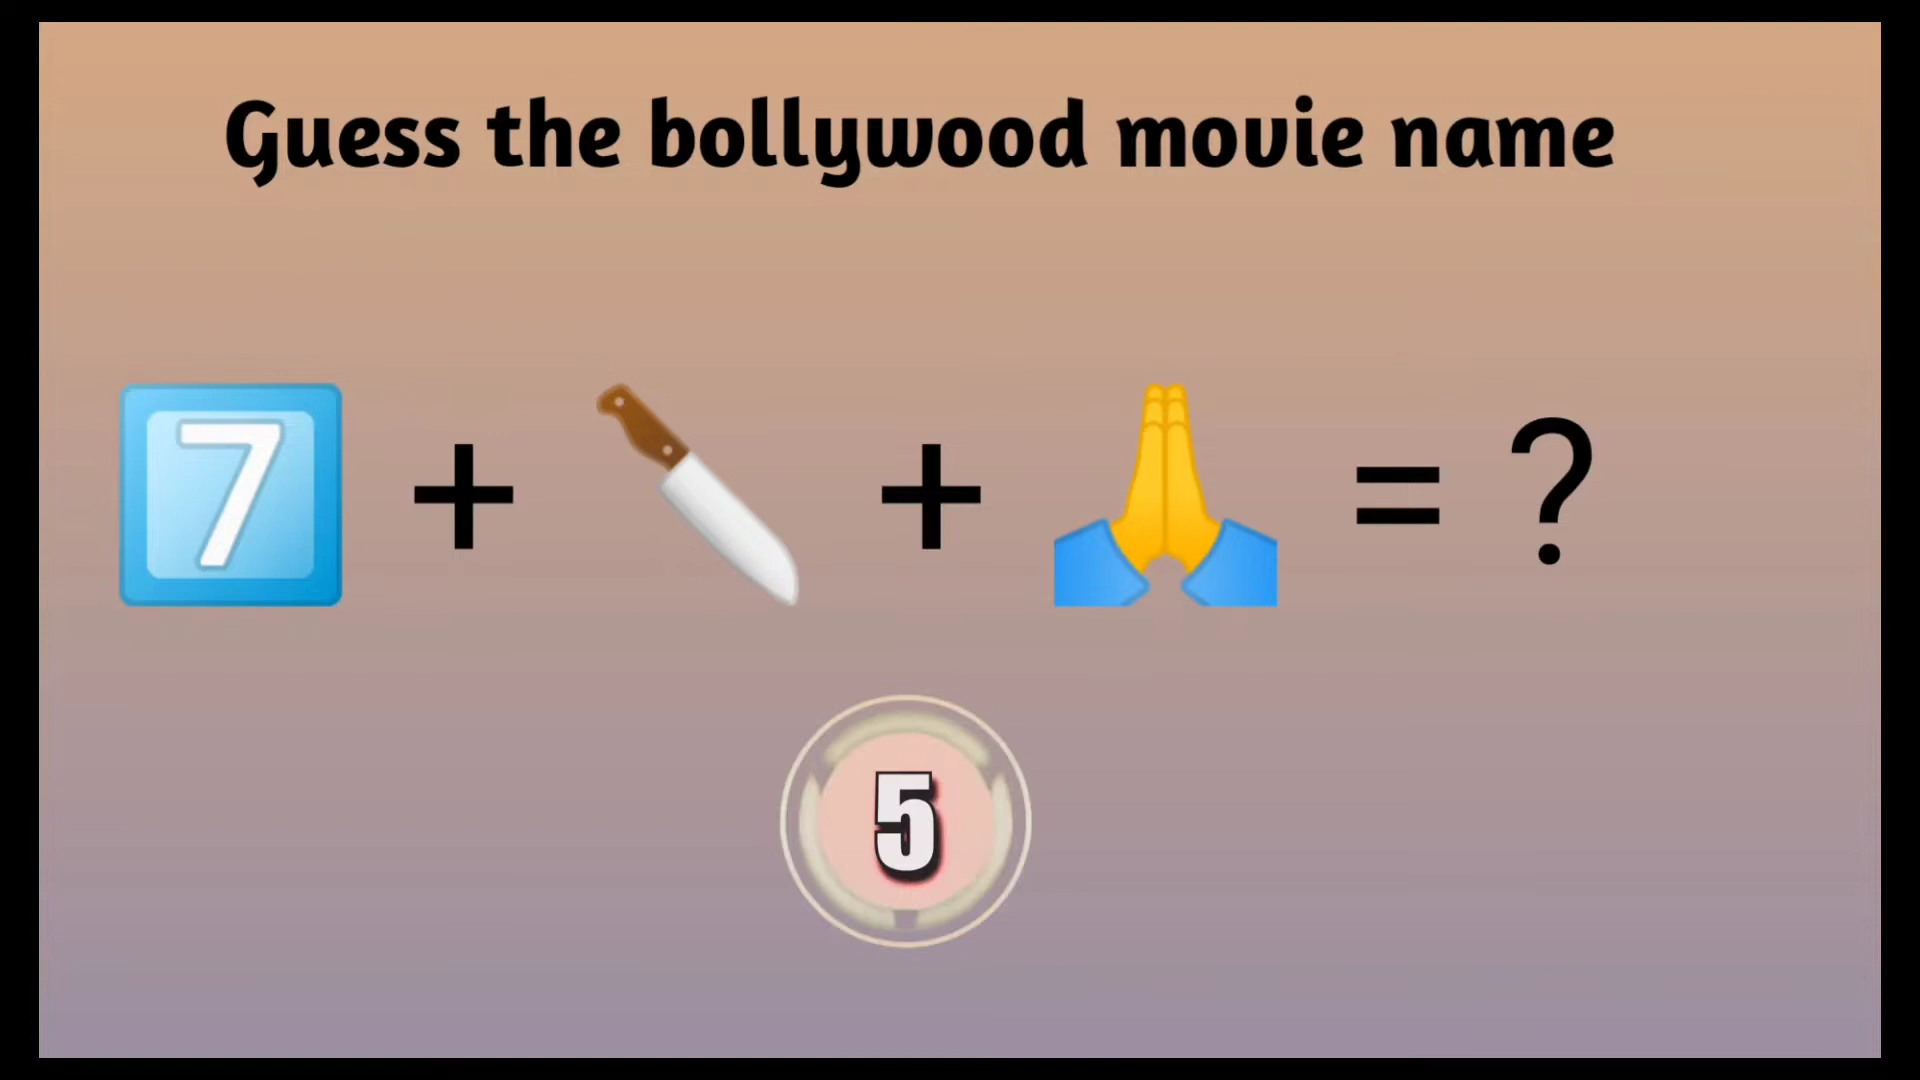 Guess the bollywood movie name
7 + + = ?
5